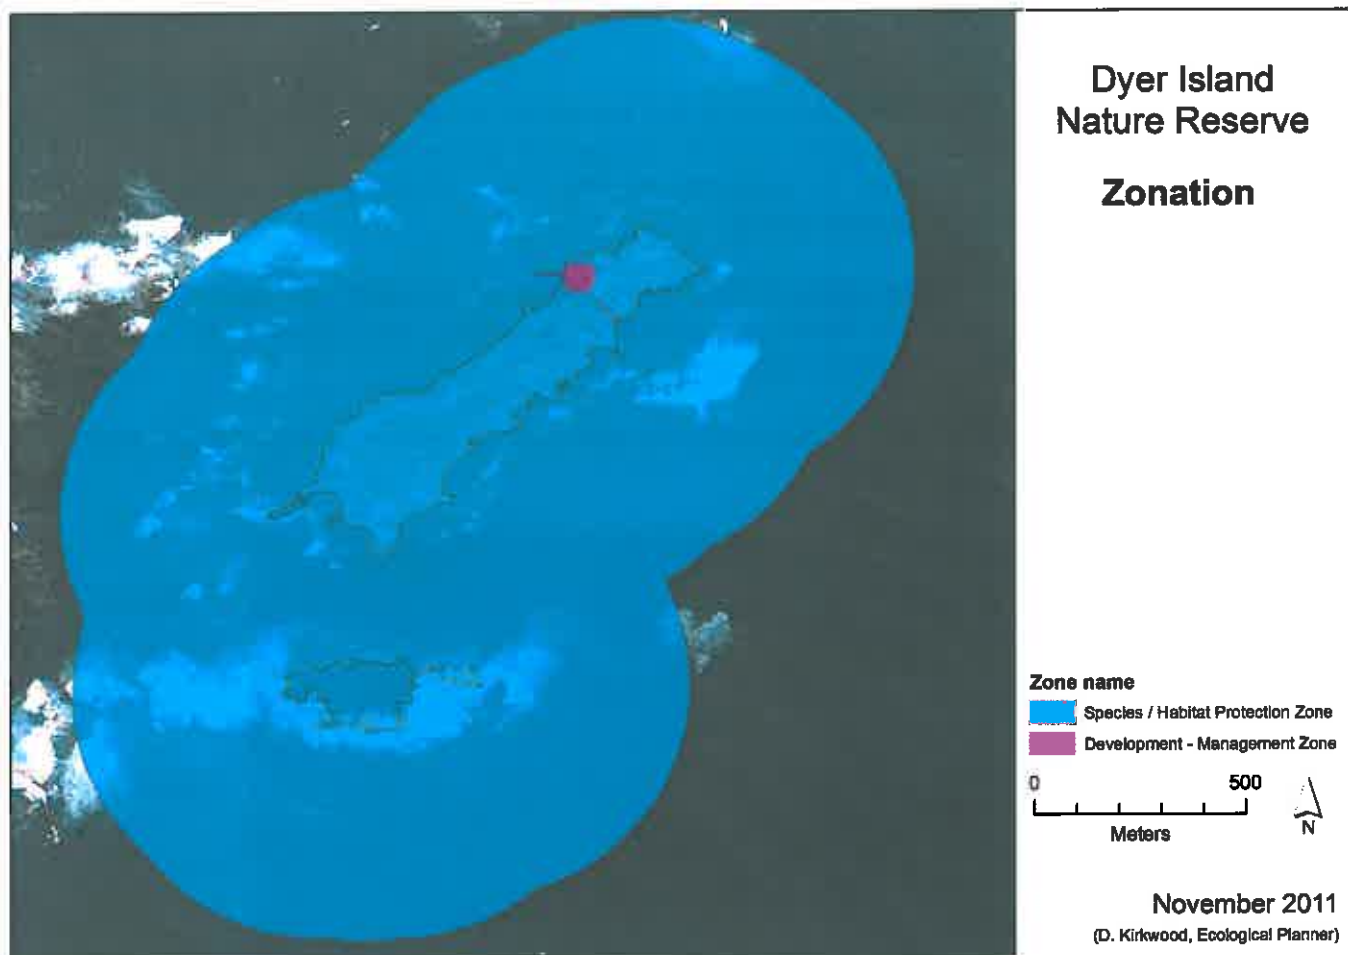 Dyer Island
Nature Reserve
Zonation
Zone name
Species / Habitat Protection Zone
Development - Management Zone
0 500
Meters
N
November 2011
(D. Kirkwood, Ecological Planner)